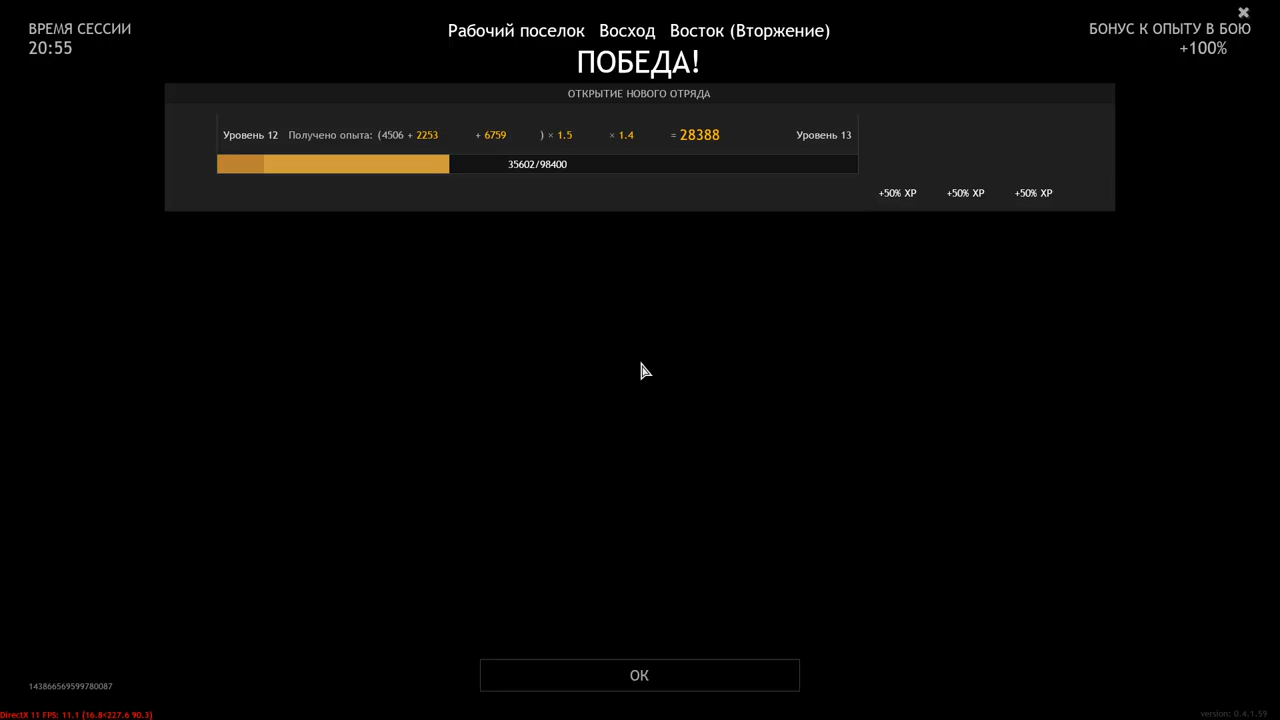 ВРЕМЯ СЕССИИ
20:55
Рабочий поселок Восход Восток (Вторжение)
ПОБЕДА!
БОНУС К ОПЫТУ В БОЮ
+100%
ОТКРЫТИЕ НОВОГО ОТРЯДА
Уровень 12 Получено опыта: (4506 + 2253 + 6759 ) × 1.5 × 1.4 = 28388 Уровень 13
35602/98400
+50% XP +50% XP +50% XP
ОК
143866569599780087
DirectX 11 FPS: 11.1 (16.8<227.6 90.3)
version: 0.4.1.59